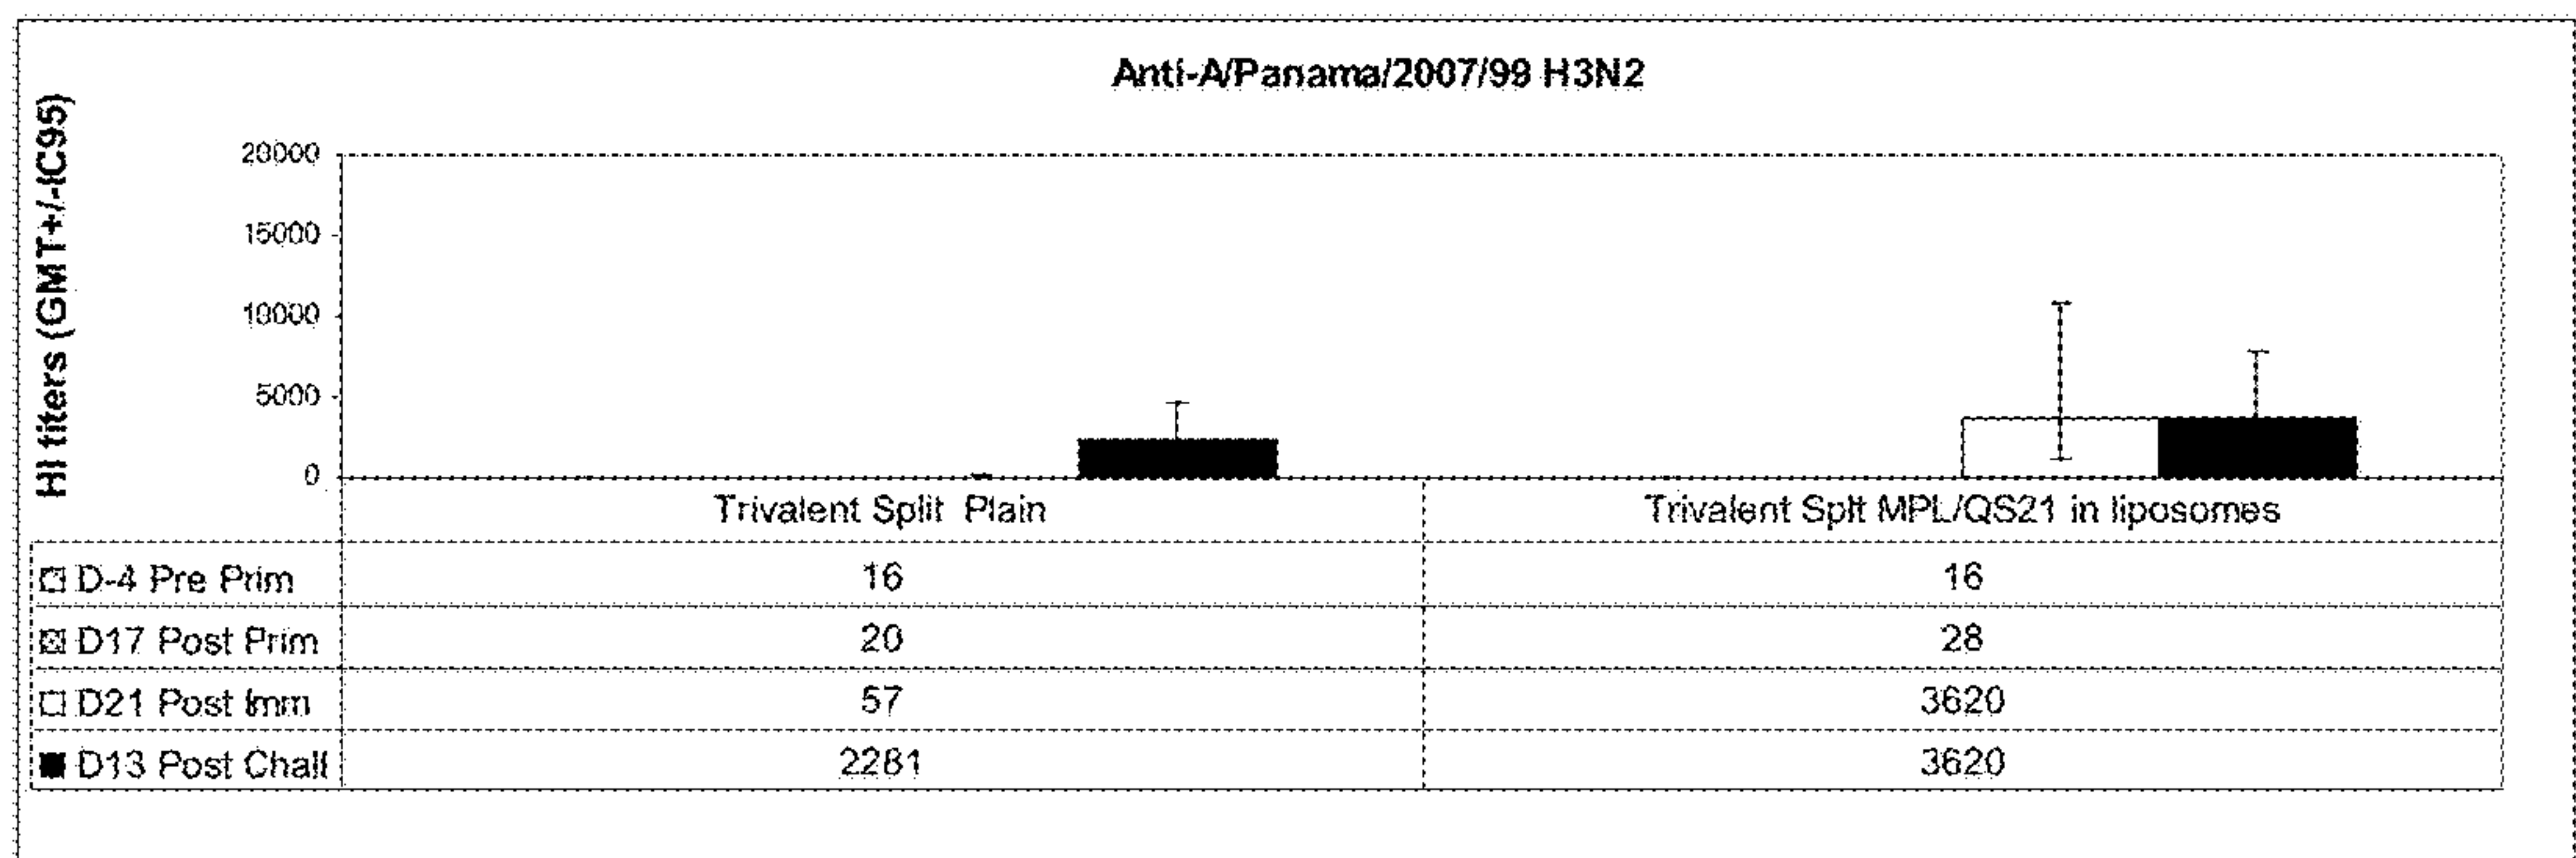 Anti-A/Panama/2007/99 H3N2
HI titers (GMT+/-IC95)
20000
15000
10000
5000
0
Trivalent Split Plain Trivalent Splt MPL/QS21 in liposomes
D-4 Pre Prim 16 16
D17 Post Prim 20 28
D21 Post Imm 57 3620
D13 Post Chall 2281 3620